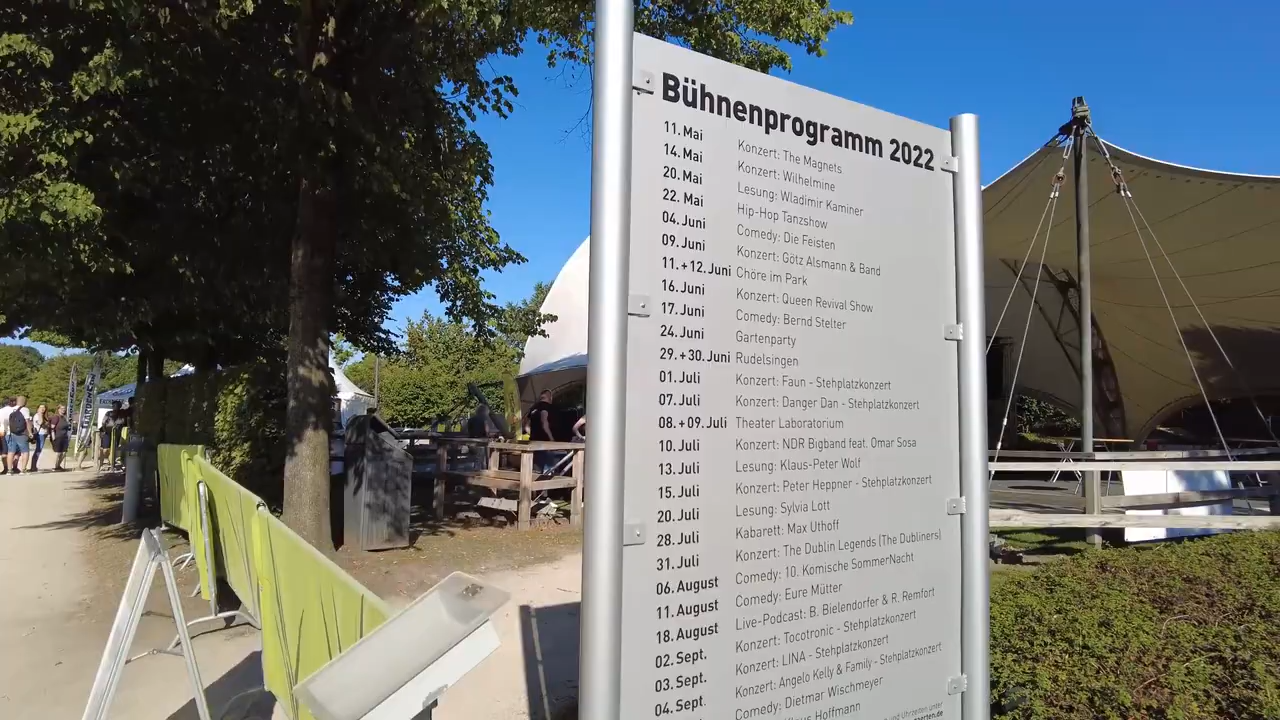 Bühnenprogramm 2022
11. Mai Konzert: The Magnets
14. Mai Konzert: Wilhelmine
20. Mai Lesung: Wladimir Kaminer
22. Mai Hip-Hop Tanzshow
04. Juni Comedy: Die Feisten
09. Juni Konzert: Götz Alsmann & Band
11. + 12. Juni Chöre im Park
16. Juni Konzert: Queen Revival Show
17. Juni Comedy: Bernd Stelter
24. Juni Gartenparty
29. + 30. Juni Rudelsingen
01. Juli Konzert: Faun - Stehplatzkonzert
07. Juli Konzert: Danger Dan - Stehplatzkonzert
08. + 09. Juli Theater Laboratorium
10. Juli Konzert: NDR Bigband feat. Omar Sosa
13. Juli Lesung: Klaus-Peter Wolf
15. Juli Konzert: Peter Heppner - Stehplatzkonzert
20. Juli Lesung: Sylvia Lott
28. Juli Kabarett: Max Uthoff
31. Juli Konzert: The Dublin Legends (The Dubliners)
06. August Comedy: 10. Komische SommerNacht
11. August Comedy: Eure Mütter
18. August Live-Podcast: B. Bielendorfer & R. Remfort
02. Sept. Konzert: Tocotronic - Stehplatzkonzert
03. Sept. Konzert: LINA - Stehplatzkonzert
04. Sept. Konzert: Angelo Kelly & Family - Stehplatzkonzert
Comedy: Dietmar Wischmeyer
Hoffmann
und Uhrzeiten unter